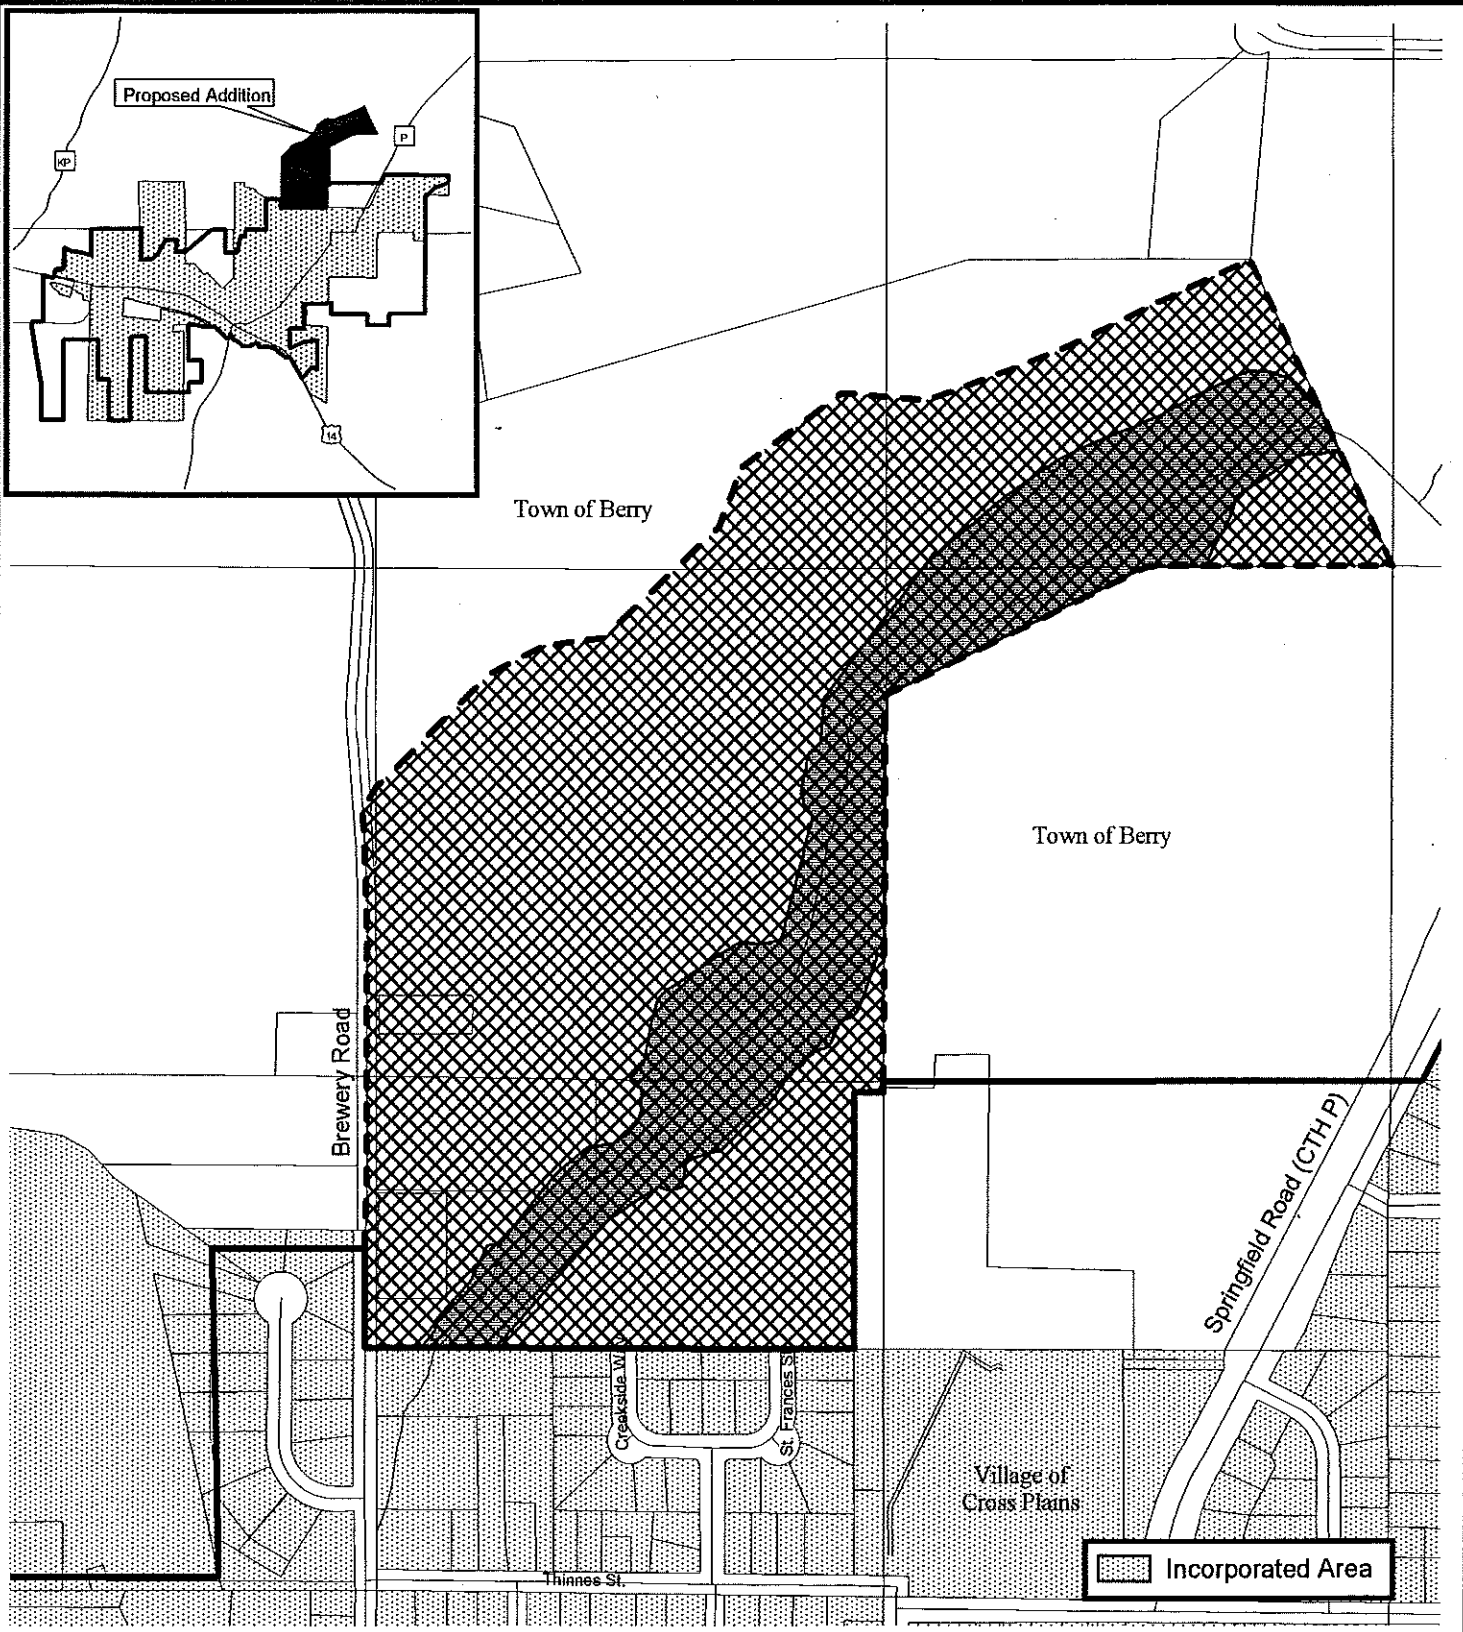 Proposed Addition
P
KP
14
Town of Berry
Town of Berry
Brewery Road
Springfield Road (CTH P)
Creekside W
St. Frances S
Village of
Cross Plains
Thinnes St.
Incorporated Area